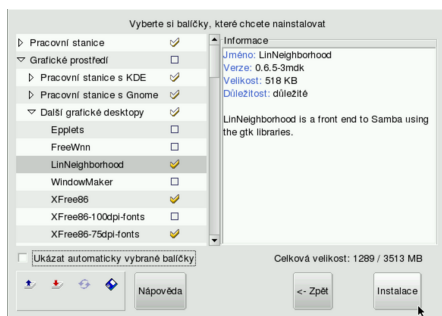 Vyberte si balíčky, které chcete nainstalovat
Pracovní stanice
Grafické prostředí
Pracovní stanice s KDE
Pracovní stanice s Gnome
Další grafické desktopy
Epplets
FreeWnn
LinNeighborhood
WindowMaker
XFree86
XFree86-100dpi-fonts
XFree86-75dpi-fonts
Informace
Jméno: LinNeighborhood
Verze: 0.6.5-3mdk
Velikost: 518 KB
Důležitost: důležité
LinNeighborhood is a front end to Samba using
the gtk libraries.
Ukázat automaticky vybrané balíčky
Celková velikost: 1289 / 3513 MB
Nápověda
<- Zpět
Instalace